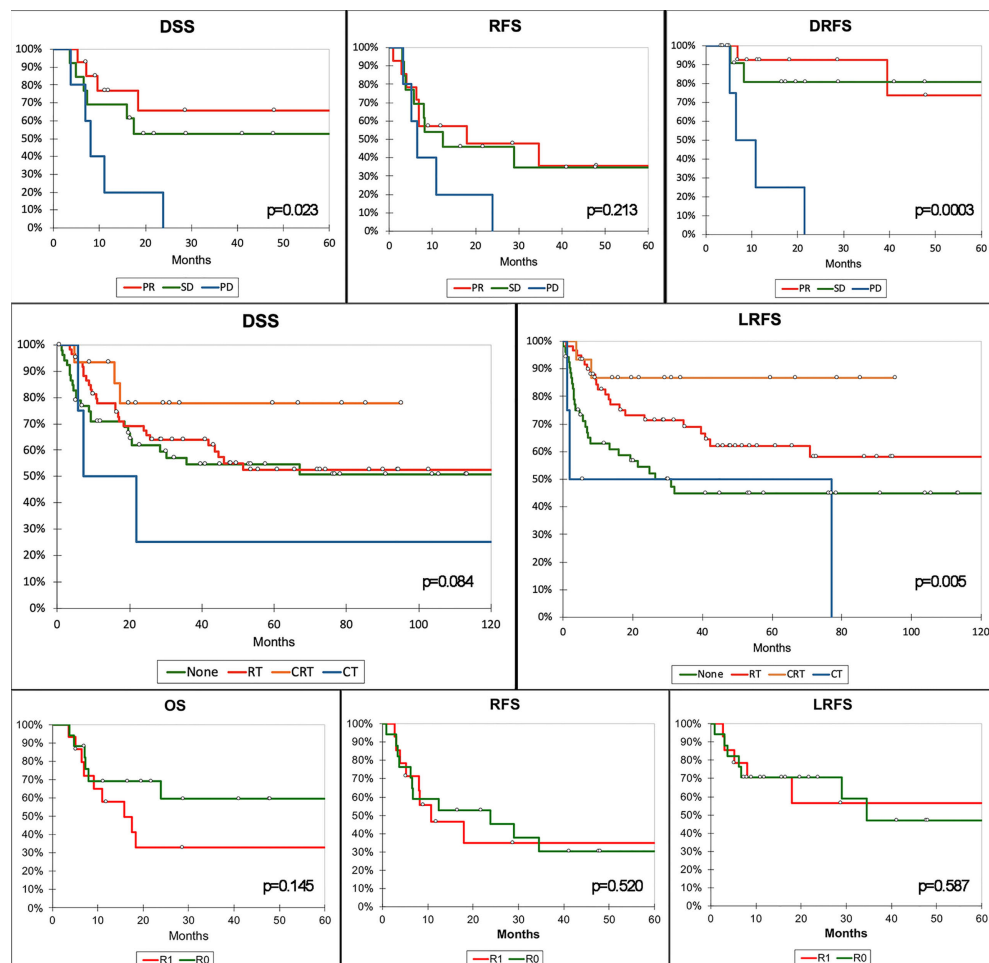 DSS
100%
90%
80%
70%
60%
50%
40%
30%
20%
10%
0%
0 10 20 30 40 50 60
p=0.023
Months
PR SD PD
RFS
100%
90%
80%
70%
60%
50%
40%
30%
20%
10%
0%
0 10 20 30 40 50 60
p=0.213
Months
PR SD PD
DRFS
100%
90%
80%
70%
60%
50%
40%
30%
20%
10%
0%
0 10 20 30 40 50 60
p=0.0003
Months
PR SD PD
DSS
100%
90%
80%
70%
60%
50%
40%
30%
20%
10%
0%
0 20 40 60 80 100 120
p=0.084
Months
None RT CRT CT
LRFS
100%
90%
80%
70%
60%
50%
40%
30%
20%
10%
0%
0 20 40 60 80 100 120
p=0.005
Months
None RT CRT CT
OS
100%
90%
80%
70%
60%
50%
40%
30%
20%
10%
0%
0 10 20 30 40 50 60
p=0.145
Months
R1 R0
RFS
100%
90%
80%
70%
60%
50%
40%
30%
20%
10%
0%
0 10 20 30 40 50 60
p=0.520
Months
R1 R0
LRFS
100%
90%
80%
70%
60%
50%
40%
30%
20%
10%
0%
0 10 20 30 40 50 60
p=0.587
Months
R1 R0